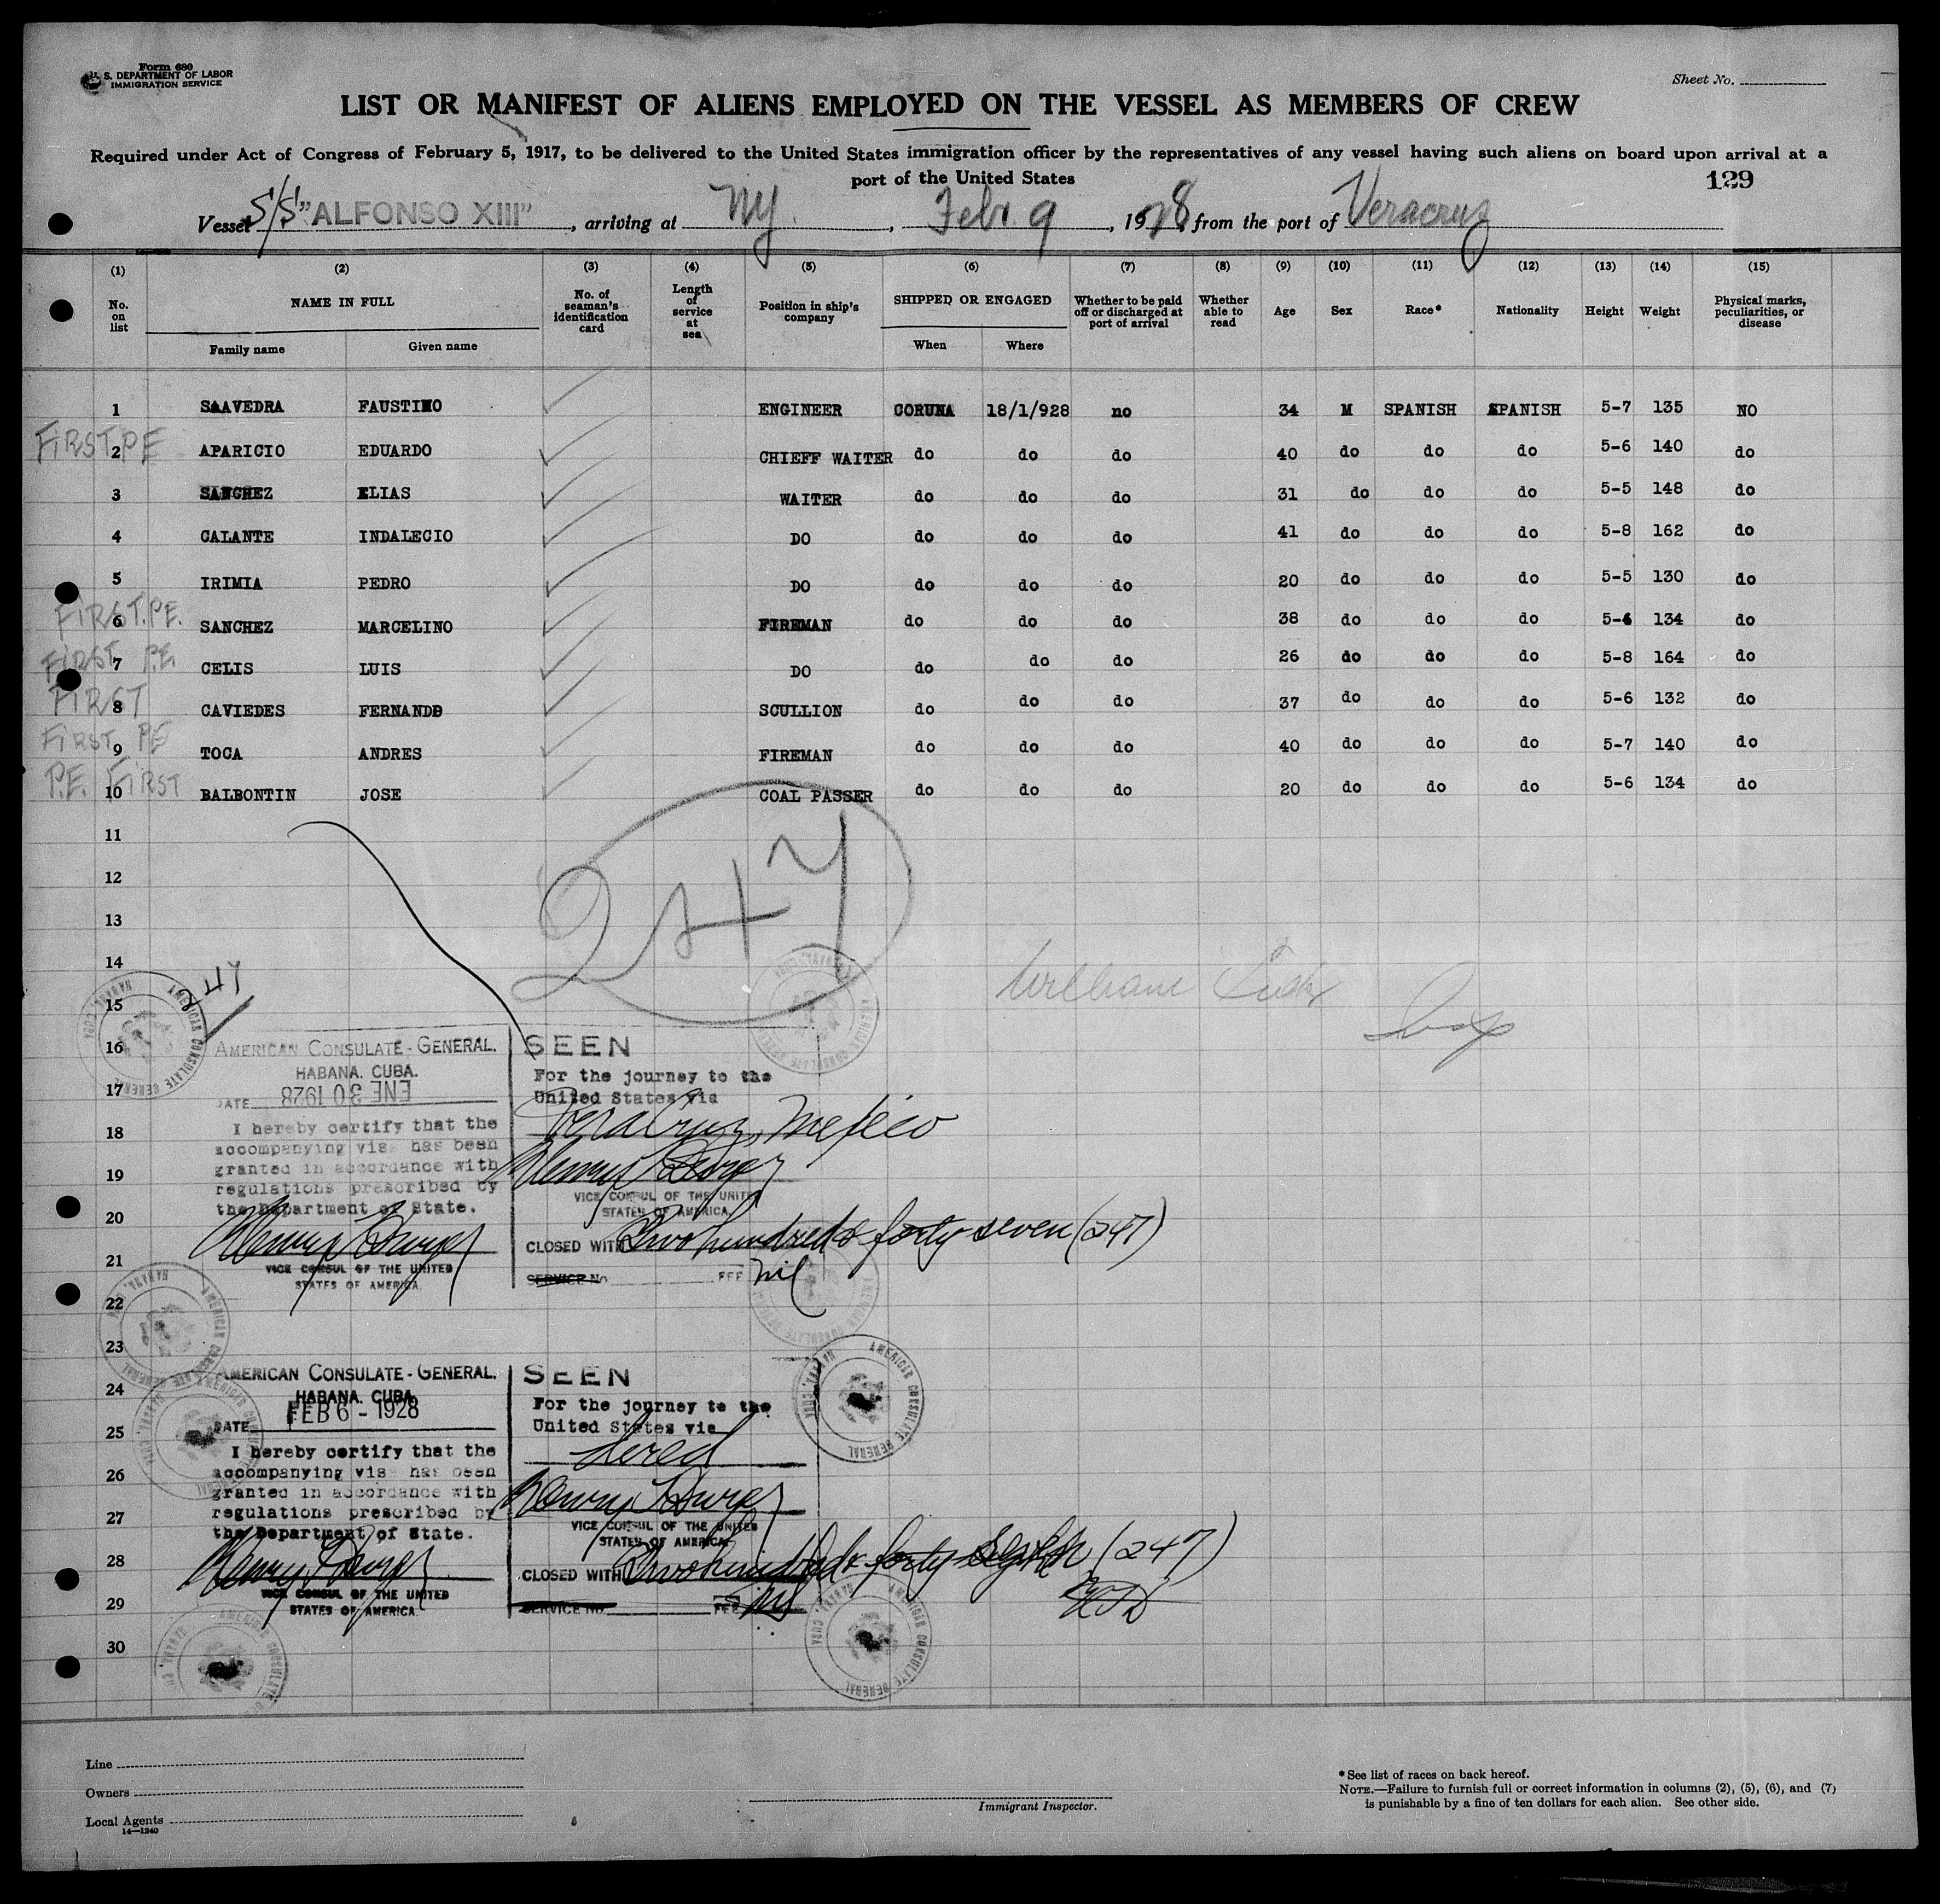 Form 680
U. S. DEPARTMENT OF LABOR
IMMIGRATION SERVICE
Sheet No.
LIST OR MANIFEST OF ALIENS EMPLOYED ON THE VESSEL AS MEMBERS OF CREW
Required under Act of Congress of February 5, 1917, to be delivered to the United States immigration officer by the representatives of any vessel having such aliens on board upon arrival at a
port of the United States
129
Vessel S/S "ALFONSO XIII", arriving at NY., Febr. 9, 1928, from the port of Veracruz
(1) (2) (3) (4) (5) (6) (7) (8) (9) (10) (11) (12) (13) (14) (15)
No. on list NAME IN FULL No. of seaman's identification card Length of service at sea Position in ship's company SHIPPED OR ENGAGED Whether to be paid off or discharged at port of arrival Whether able to read Age Sex Race* Nationality Height Weight Physical marks, peculiarities, or disease
Family name Given name When Where
1 SAAVEDRA FAUSTINO ENGINEER CORUNA 18/1/928 no 34 M SPANISH SPANISH 5-7 135 NO
FIRST PE 2 APARICIO EDUARDO CHIEFF WAITER do do do 40 do do do 5-6 140 do
3 SANCHEZ ELIAS WAITER do do do 31 do do do 5-5 148 do
4 CALANTE INDALECIO DO do do do 41 do do do 5-8 162 do
5 IRIMIA PEDRO DO do do do 20 do do do 5-5 130 do
FIRST. PE. 6 SANCHEZ MARCELINO FIREMAN do do do 38 do do do 5-6 134 do
FIRST P.E. 7 CELIS LUIS DO do do do 26 do do do 5-8 164 do
FIRST 8 CAVIEDES FERNANDO SCULLION do do do 37 do do do 5-6 132 do
FIRST PE 9 TOCA ANDRES FIREMAN do do do 40 do do do 5-7 140 do
P.E. FIRST 10 BALBONTIN JOSE COAL PASSER do do do 20 do do do 5-6 134 do
11
12
13
247
14
15
247
William
16
AMERICAN CONSULATE-GENERAL. SEEN
HABANA. CUBA. For the journey to the
17
DATE ENE 30 1928 United States via
I hereby certify that the
18
Vera Cruz, Mexico
accompanying vis has been
granted in accordance with
19
regulations prescribed by VICE CONSUL OF THE UNITED
the Department of State. STATES OF AMERICA.
20
CLOSED WITH Two hundred & forty seven (247)
21
VICE CONSUL OF THE UNITED SERVICE No. FEE nil
STATES OF AMERICA
22
AMERICAN CONSULATE GENERAL HABANA, CUBA
23
AMERICAN CONSULATE-GENERAL. SEEN
24
HABANA. CUBA. For the journey to the
FEB 6 - 1928
25
DATE United States via
I hereby certify that the direct
26
accompanying vis has been
granted in accordance with
27
regulations prescribed by VICE CONSUL OF THE UNITED
the Department of State. STATES OF AMERICA
28
CLOSED WITH Two hundred & forty (247)
VICE CONSUL OF THE UNITED
29
STATES OF AMERICA. SERVICE No. FEE nil
30
Line
Owners
Local Agents
14—1240
Immigrant Inspector.
*See list of races on back hereof.
NOTE.—Failure to furnish full or correct information in columns (2), (5), (6), and (7)
is punishable by a fine of ten dollars for each alien. See other side.